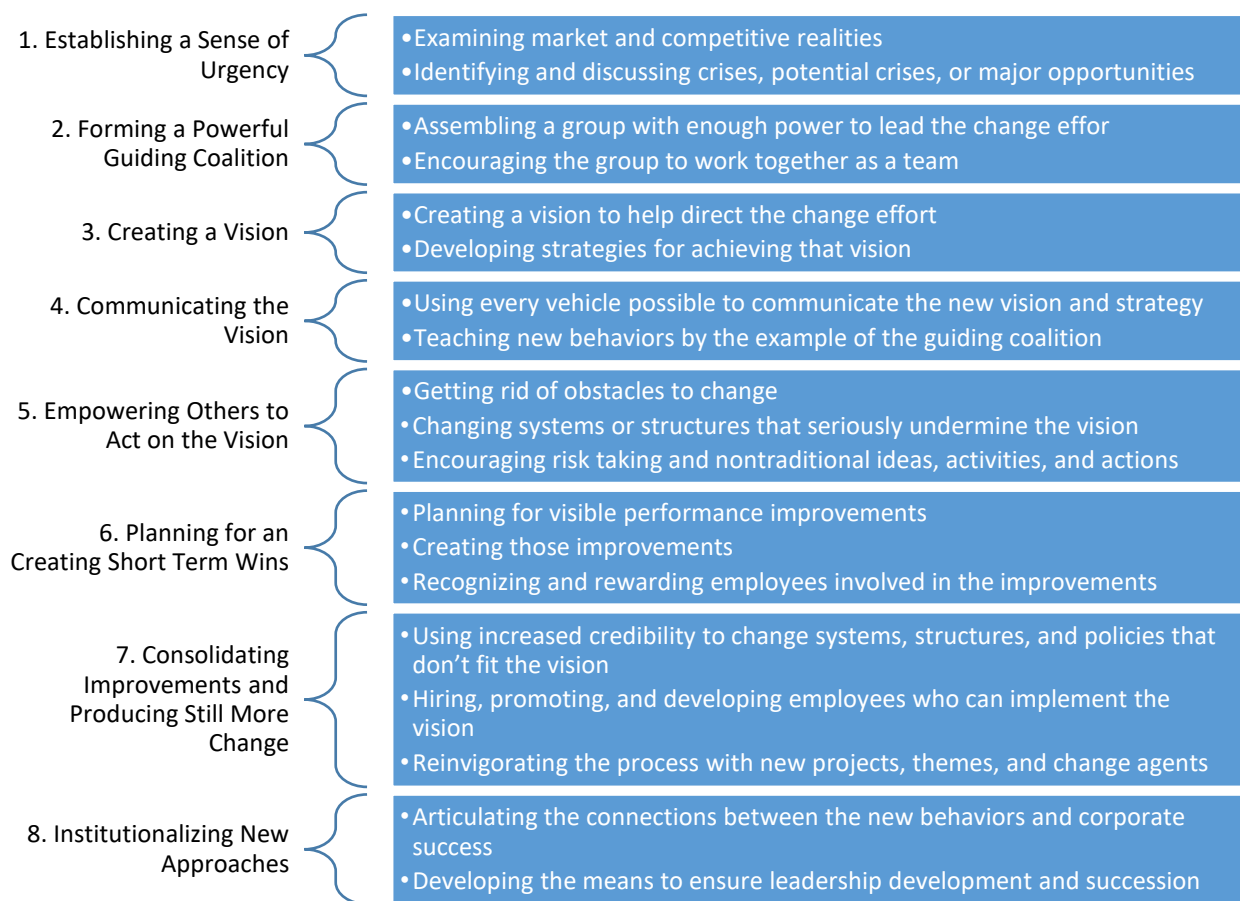 1. Establishing a Sense of
Urgency
•Examining market and competitive realities
•Identifying and discussing crises, potential crises, or major opportunities
2. Forming a Powerful
Guiding Coalition
•Assembling a group with enough power to lead the change effor
•Encouraging the group to work together as a team
3. Creating a Vision
•Creating a vision to help direct the change effort
•Developing strategies for achieving that vision
4. Communicating the
Vision
•Using every vehicle possible to communicate the new vision and strategy
•Teaching new behaviors by the example of the guiding coalition
5. Empowering Others to
Act on the Vision
•Getting rid of obstacles to change
•Changing systems or structures that seriously undermine the vision
•Encouraging risk taking and nontraditional ideas, activities, and actions
6. Planning for an
Creating Short Term Wins
•Planning for visible performance improvements
•Creating those improvements
•Recognizing and rewarding employees involved in the improvements
7. Consolidating
Improvements and
Producing Still More
Change
•Using increased credibility to change systems, structures, and policies that
don’t fit the vision
•Hiring, promoting, and developing employees who can implement the
vision
•Reinvigorating the process with new projects, themes, and change agents
8. Institutionalizing New
Approaches
•Articulating the connections between the new behaviors and corporate
success
•Developing the means to ensure leadership development and succession